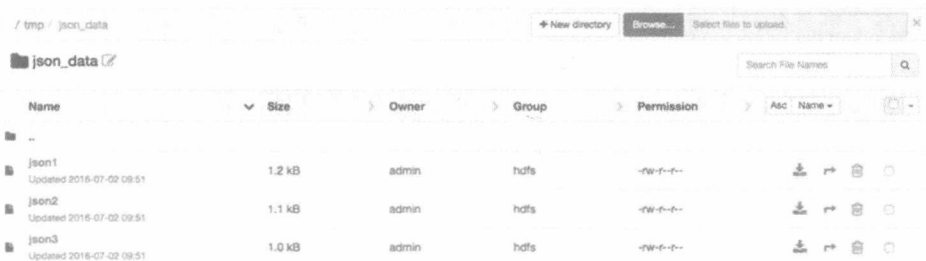 / tmp / json_data + New directory Browse... Select files to upload. ×
json_data Search File Names
Name Size Owner Group Permission Asc Name
..
json1 1.2 kB admin hdfs -rw-r--r--
Updated 2016-07-02 09:51
json2 1.1 kB admin hdfs -rw-r--r--
Updated 2016-07-02 09:51
json3 1.0 kB admin hdfs -rw-r--r--
Updated 2016-07-02 09:51